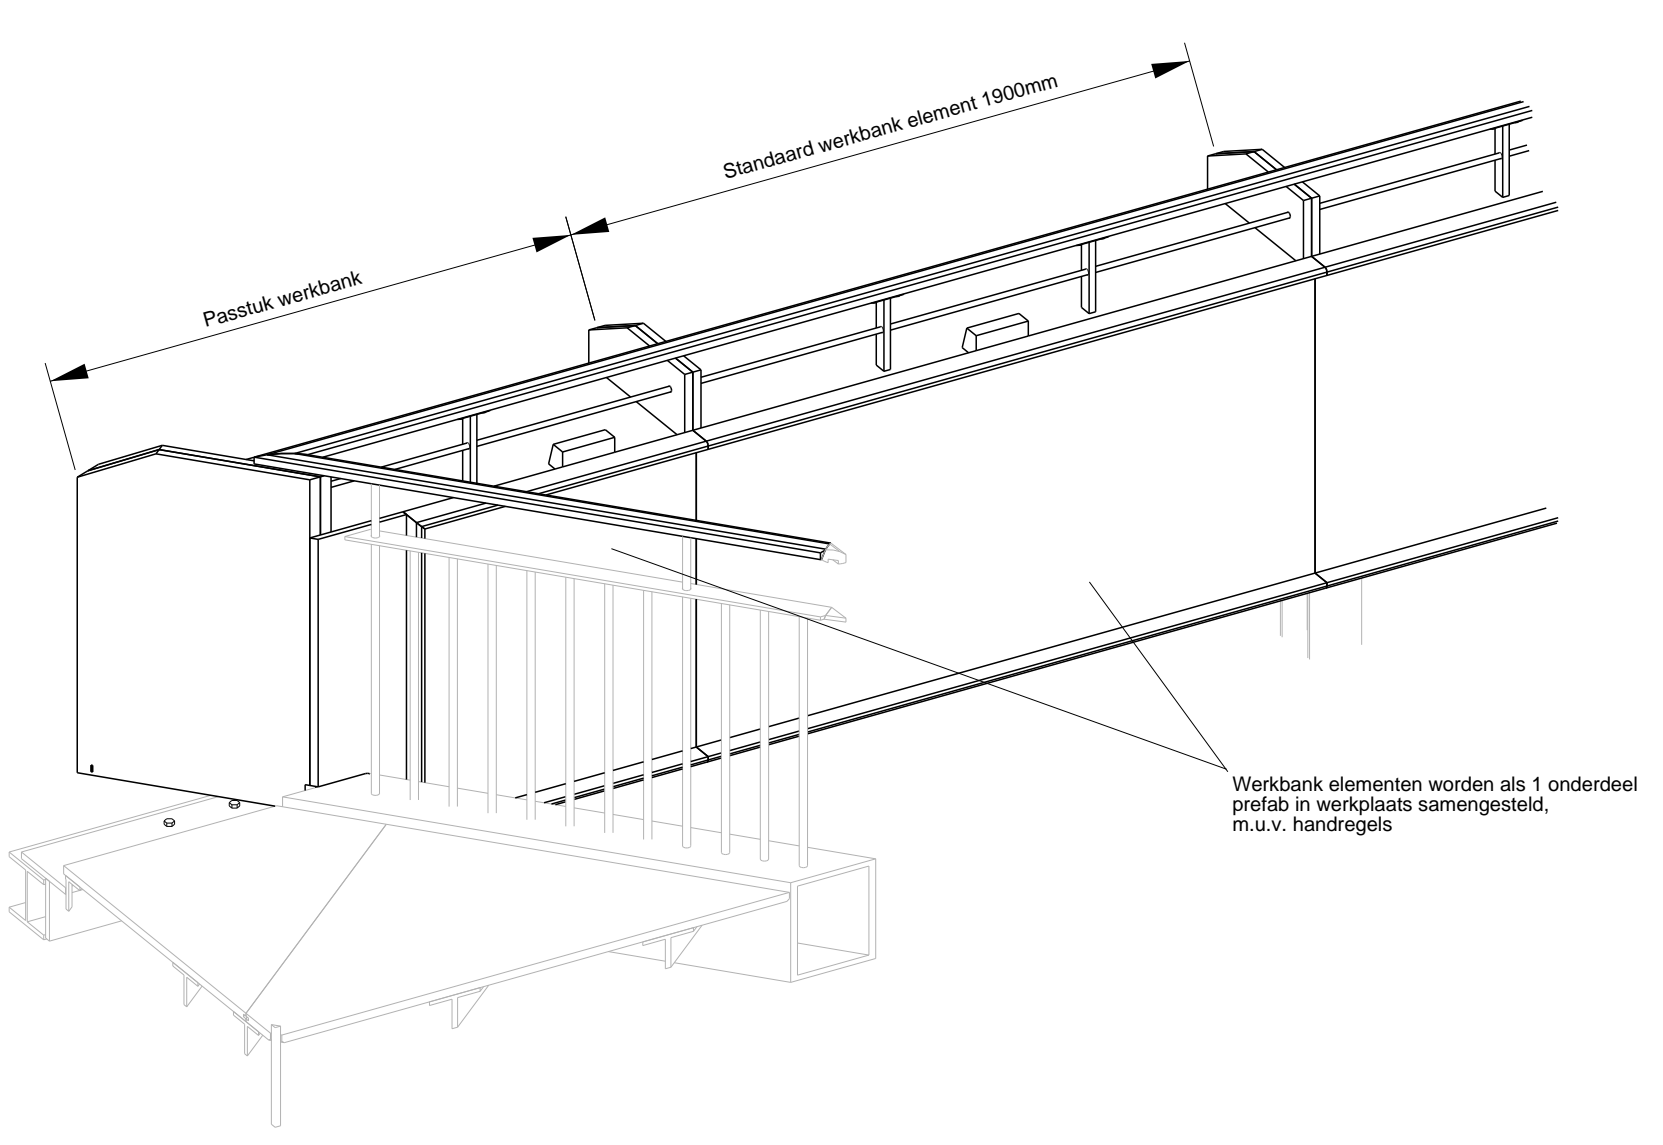 Standaard werkbank element 1900mm
Passtuk werkbank
Werkbank elementen worden als 1 onderdeel
prefab in werkplaats samengesteld,
m.u.v. handregels